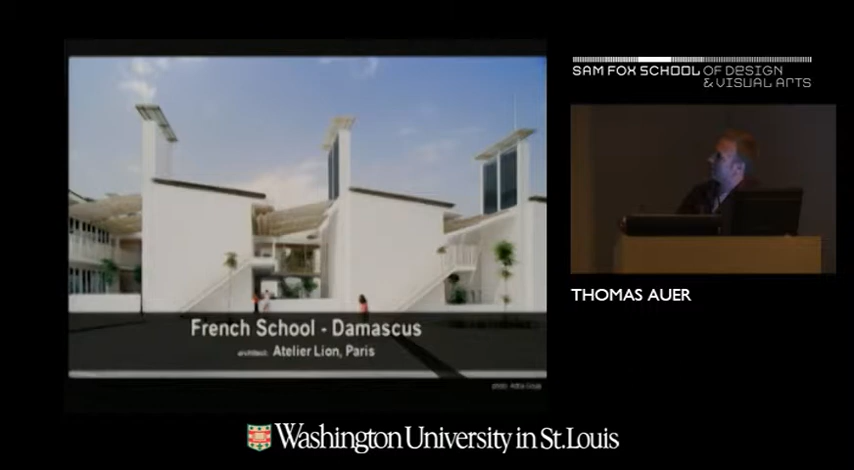 SAM FOX SCHOOL OF DESIGN
& VISUAL ARTS
French School - Damascus
architect: Atelier Lion, Paris
THOMAS AUER
Washington University in St. Louis